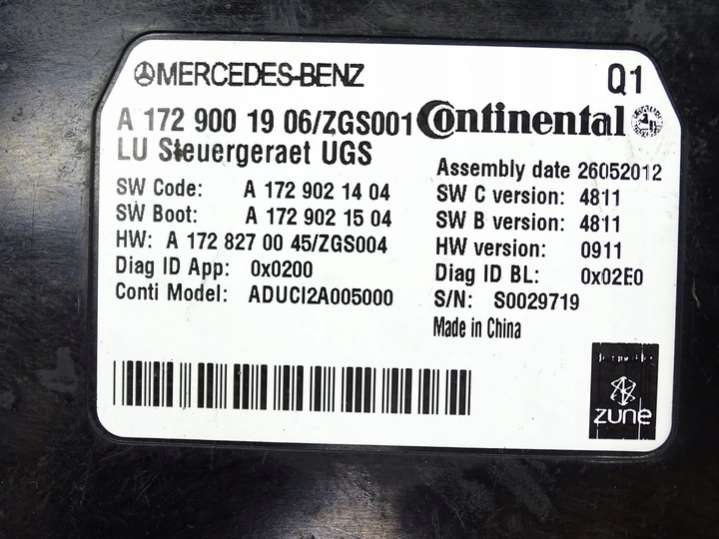 MERCEDES-BENZ
Q1
A 172 900 19 06/ZGS001
Continental
LU Steuergeraet UGS
Assembly date 26052012
SW Code: A 172 902 14 04
SW C version: 4811
SW Boot: A 172 902 15 04
SW B version: 4811
HW: A 172 827 00 45/ZGS004
HW version: 0911
Diag ID App: 0x0200
Diag ID BL: 0x02E0
Conti Model: ADUCI2A005000
S/N: S0029719
Made in China
zune